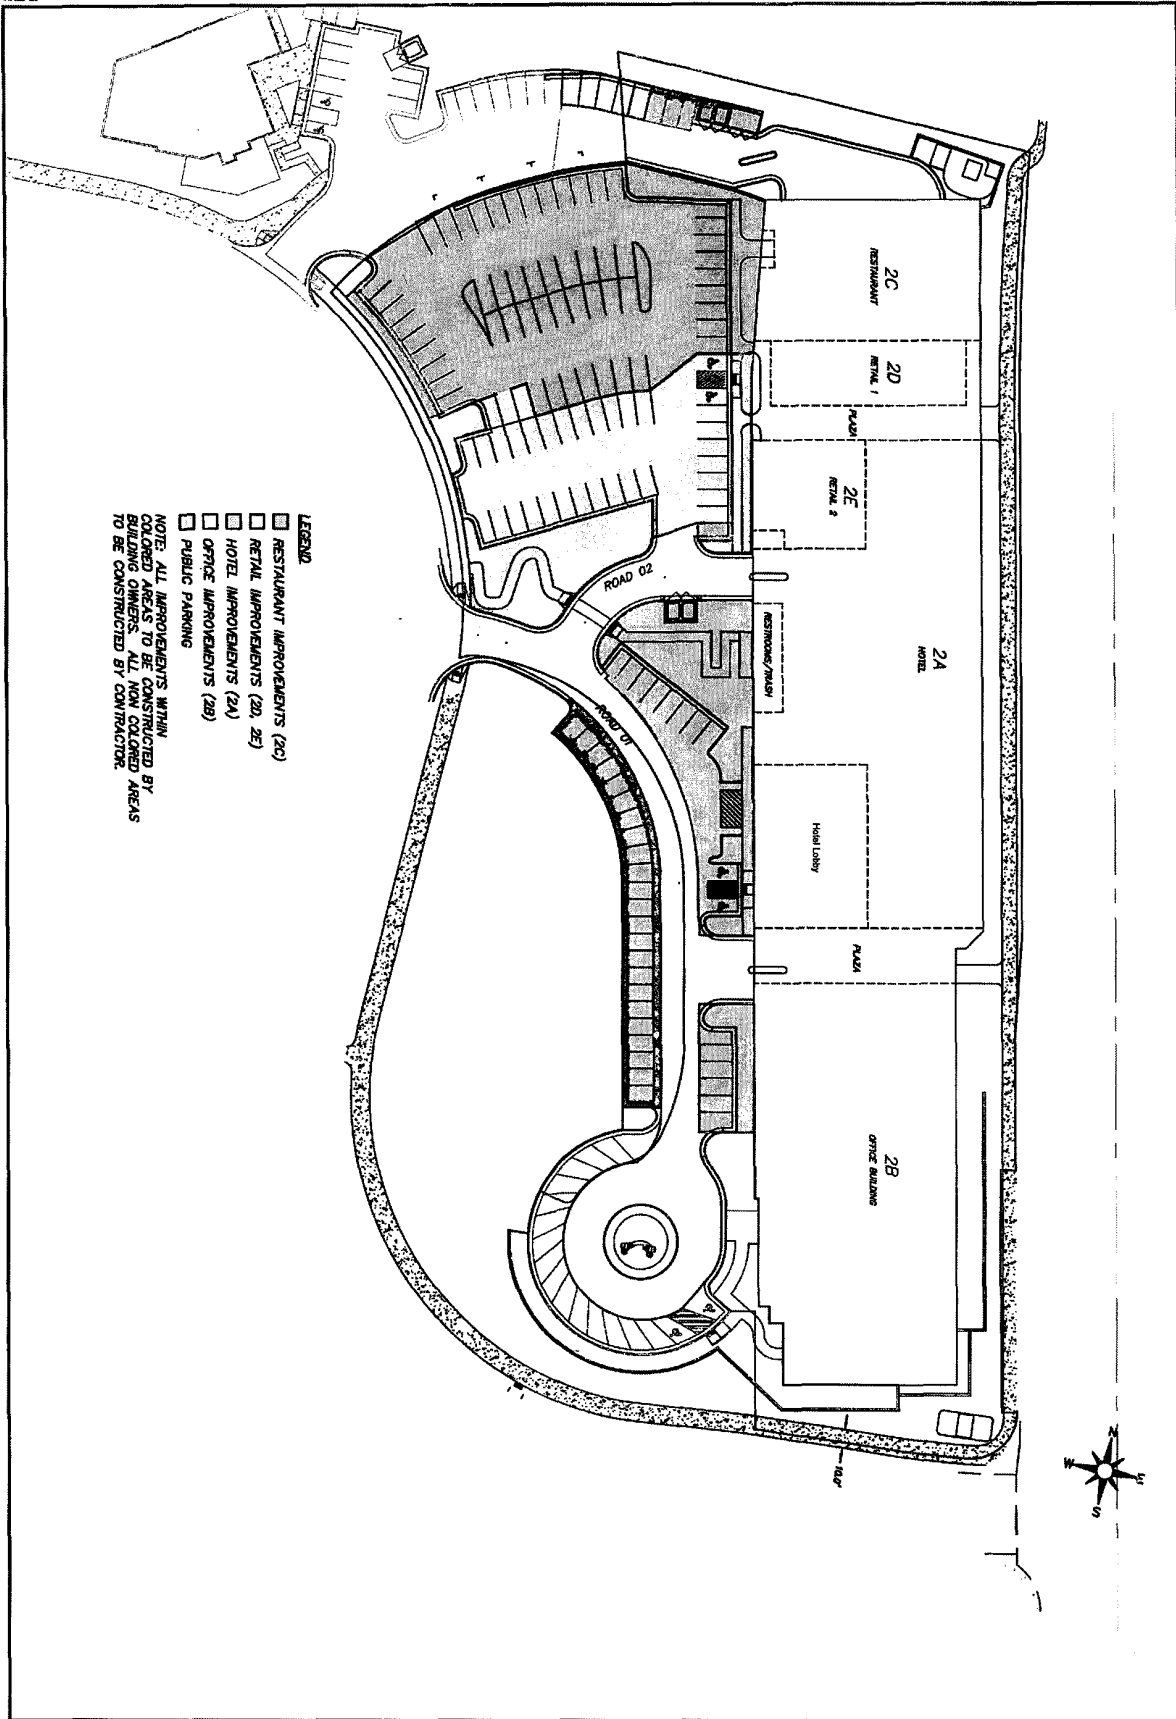 2C
RESTAURANT
2D
RETAIL 1
PLAZA
2E
RETAIL 2
2A
HOTEL
RESTROOMS/TRASH
Hotel Lobby
PLAZA
2B
OFFICE BUILDING
ROAD 02
ROAD 01
10.0'
N
E
S
W
LEGEND
RESTAURANT IMPROVEMENTS (2C)
RETAIL IMPROVEMENTS (2D, 2E)
HOTEL IMPROVEMENTS (2A)
OFFICE IMPROVEMENTS (2B)
PUBLIC PARKING
NOTE: ALL IMPROVEMENTS WITHIN
COLORED AREAS TO BE CONSTRUCTED BY
BUILDING OWNERS. ALL NON COLORED AREAS
TO BE CONSTRUCTED BY CONTRACTOR.